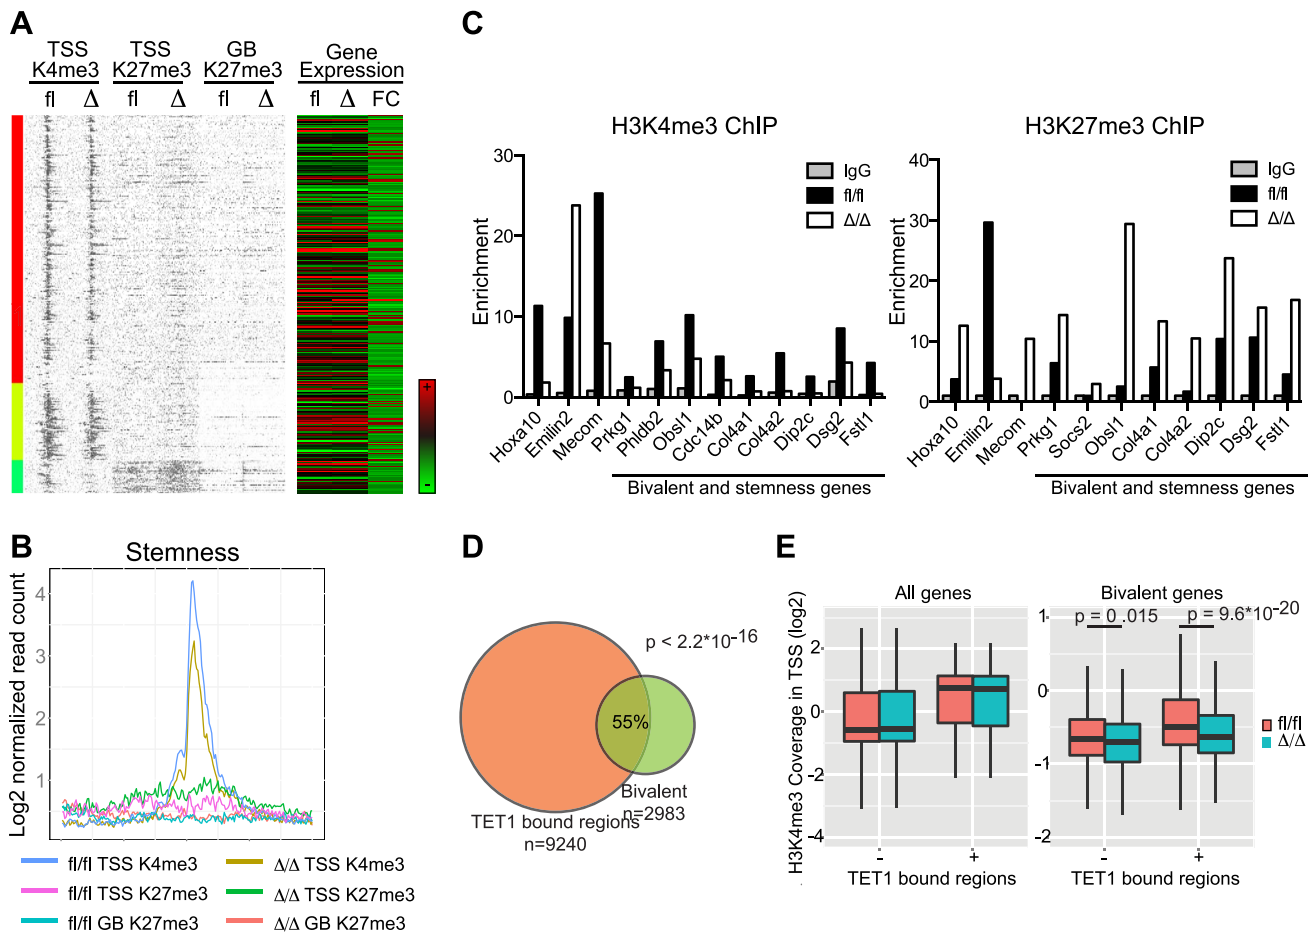 A
TSS TSS GB
K4me3 K27me3 K27me3
Gene
Expression
fl Δ fl Δ fl Δ fl Δ FC
+
-
B
Stemness
Log2 normalized read count
4
3
2
1
fl/fl TSS K4me3
fl/fl TSS K27me3
fl/fl GB K27me3
Δ/Δ TSS K4me3
Δ/Δ TSS K27me3
Δ/Δ GB K27me3
C
H3K4me3 ChIP
Enrichment
30
20
10
0
IgG
fl/fl
Δ/Δ
Hoxa10 Emilin2 Mecom Prkg1 Phldb2 Obsl1 Cdc14b Col4a1 Col4a2 Dip2c Dsg2 Fstl1
Bivalent and stemness genes
H3K27me3 ChIP
Enrichment
40
30
20
10
0
IgG
fl/fl
Δ/Δ
Hoxa10 Emilin2 Mecom Prkg1 Socs2 Obsl1 Col4a1 Col4a2 Dip2c Dsg2 Fstl1
Bivalent and stemness genes
D
p < 2.2*10-16
55%
Bivalent
n=2983
TET1 bound regions
n=9240
E
H3K4me3 Coverage in TSS (log2)
All genes
2
0
-2
-4
- +
TET1 bound regions
Bivalent genes
p = 0 .015 p = 9.6*10-20
1
0
-1
-2
- +
TET1 bound regions
fl/fl
Δ/Δ